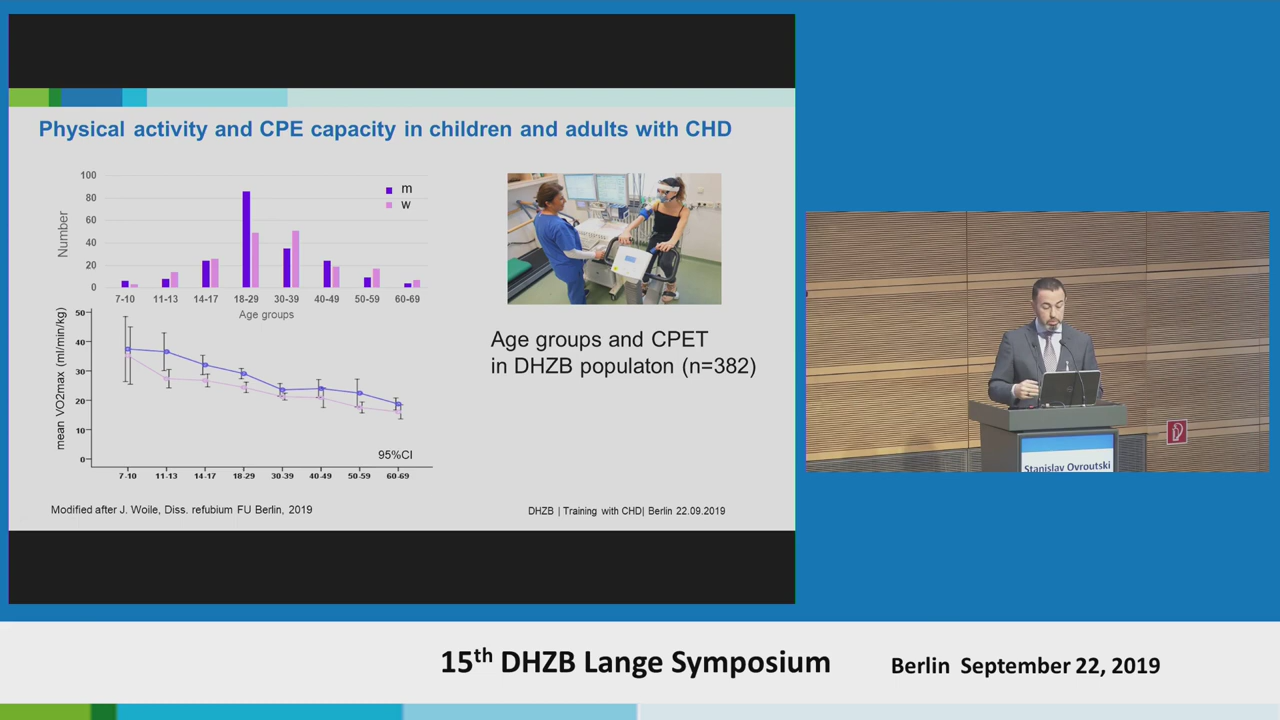 Physical activity and CPE capacity in children and adults with CHD
100
80
60
40
20
0
Number
m
w
7-10 11-13 14-17 18-29 30-39 40-49 50-59 60-69
Age groups
50
40
30
20
10
0
mean VO2max (ml/min/kg)
95%CI
7-10 11-13 14-17 18-29 30-39 40-49 50-59 60-69
Age groups and CPET
in DHZB populaton (n=382)
Modified after J. Woile, Diss. refubium FU Berlin, 2019
DHZB | Training with CHD| Berlin 22.09.2019
Stanislav Ovroutski
15th DHZB Lange Symposium
Berlin September 22, 2019